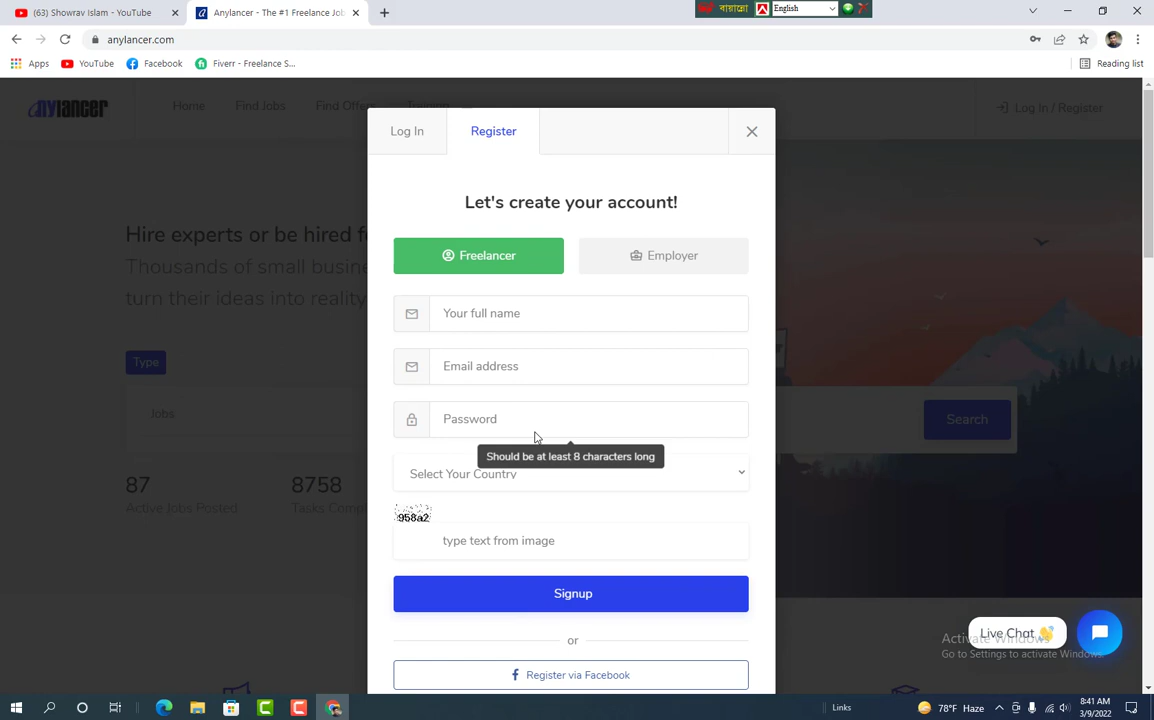 (63) Showrav Islam - YouTube
Anylancer - The #1 Freelance Job
বায়ান্নো
English
anylancer.com
Apps
YouTube
Facebook
Fiverr - Freelance S...
Reading list
anylancer
Home
Find Jobs
Find Offers
Log In / Register
Log In
Register
Let's create your account!
Hire experts or be hired f
Thousands of small busine
turn their ideas into reality
Freelancer
Employer
Your full name
Email address
Type
Jobs
Password
Search
Should be at least 8 characters long
Select Your Country
87
8758
Active Jobs Posted
Tasks Comp
958a2
type text from image
Signup
Live Chat
Activate Windows
Go to Settings to activate Windows.
or
Register via Facebook
Links
78°F Haze
8:41 AM
3/9/2022